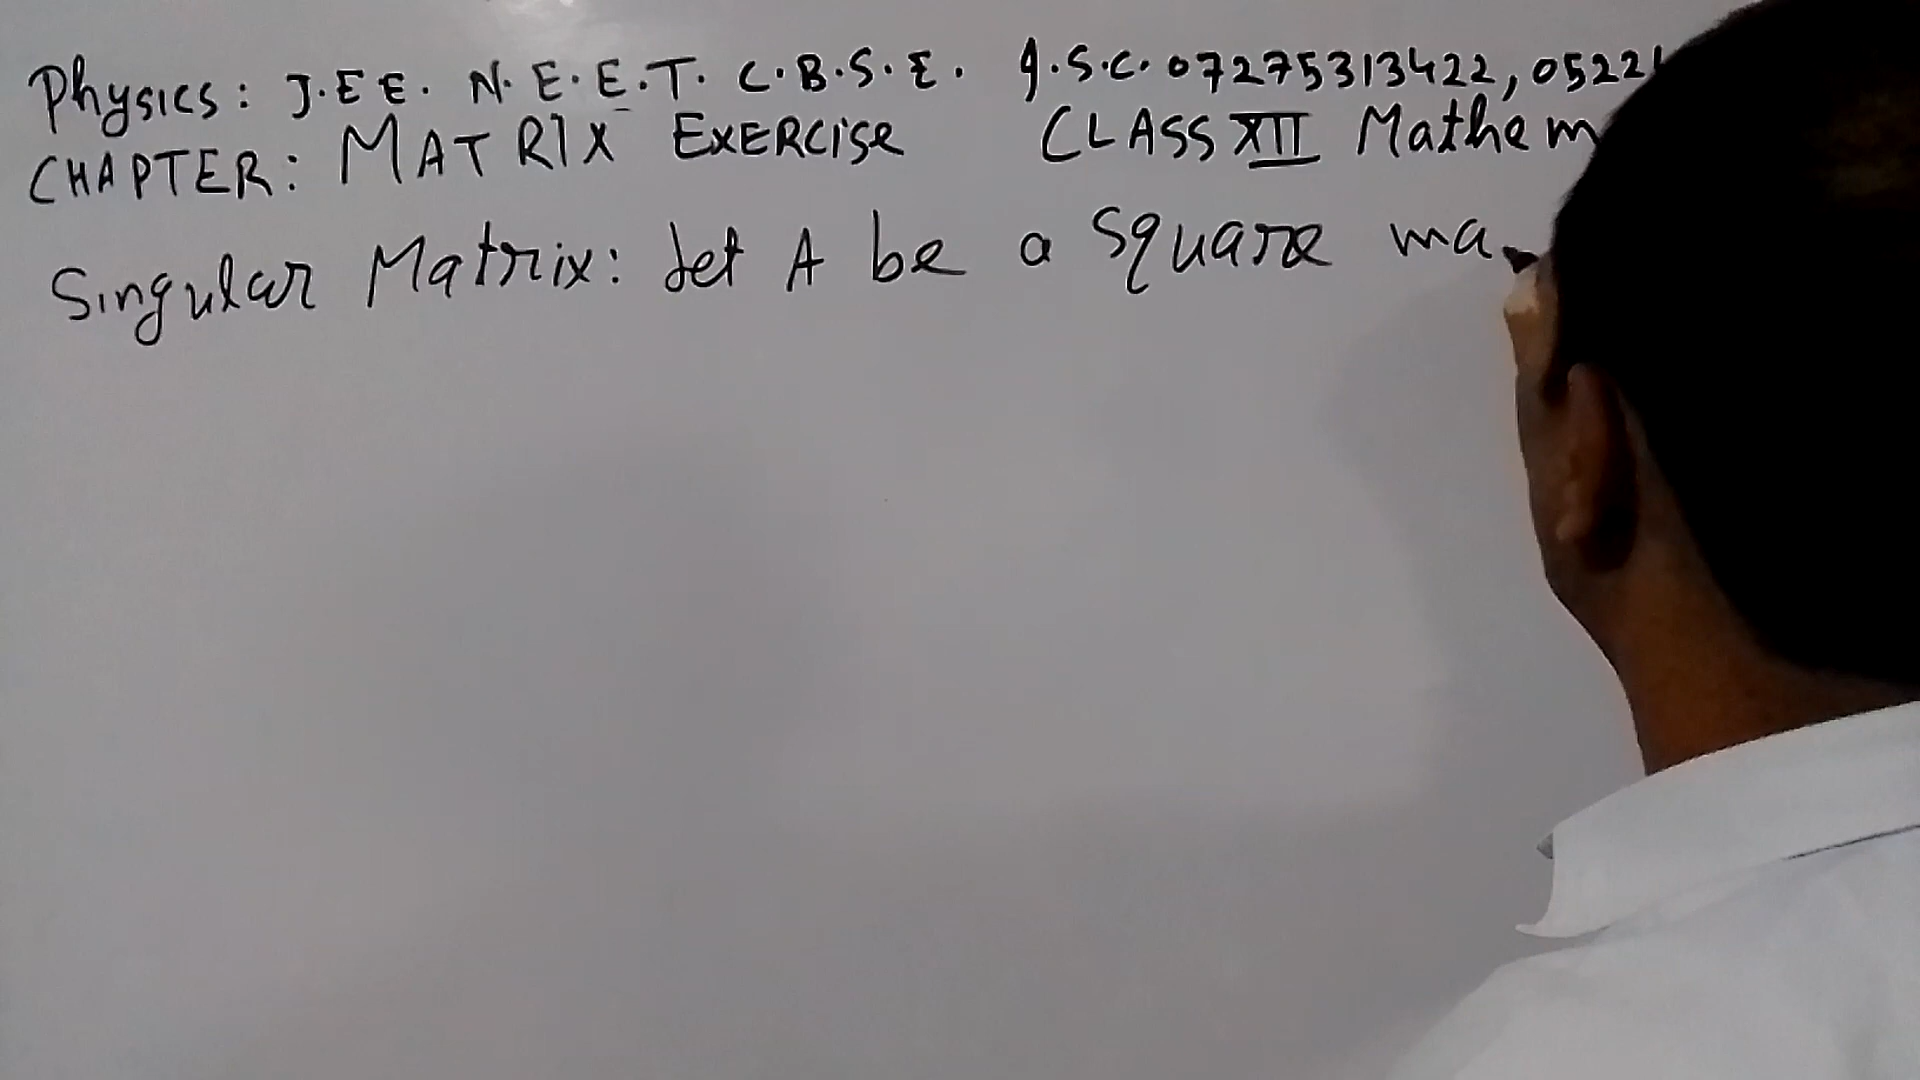 Physics: J.E E. N. E.E.T. C.B.S.E. I.S.C. 07275313422, 0522
CHAPTER: MATRIX EXERCISE CLASS XII Mathem
Singular Matrix: Let A be a square ma